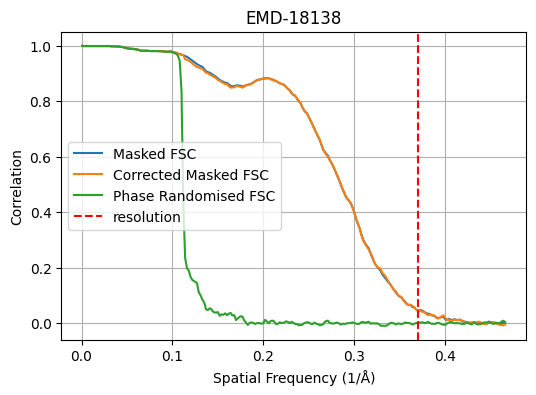 EMD-18138
1.0
0.8
0.6
0.4
0.2
0.0
Correlation
Masked FSC
Corrected Masked FSC
Phase Randomised FSC
resolution
0.0 0.1 0.2 0.3 0.4
Spatial Frequency (1/Å)